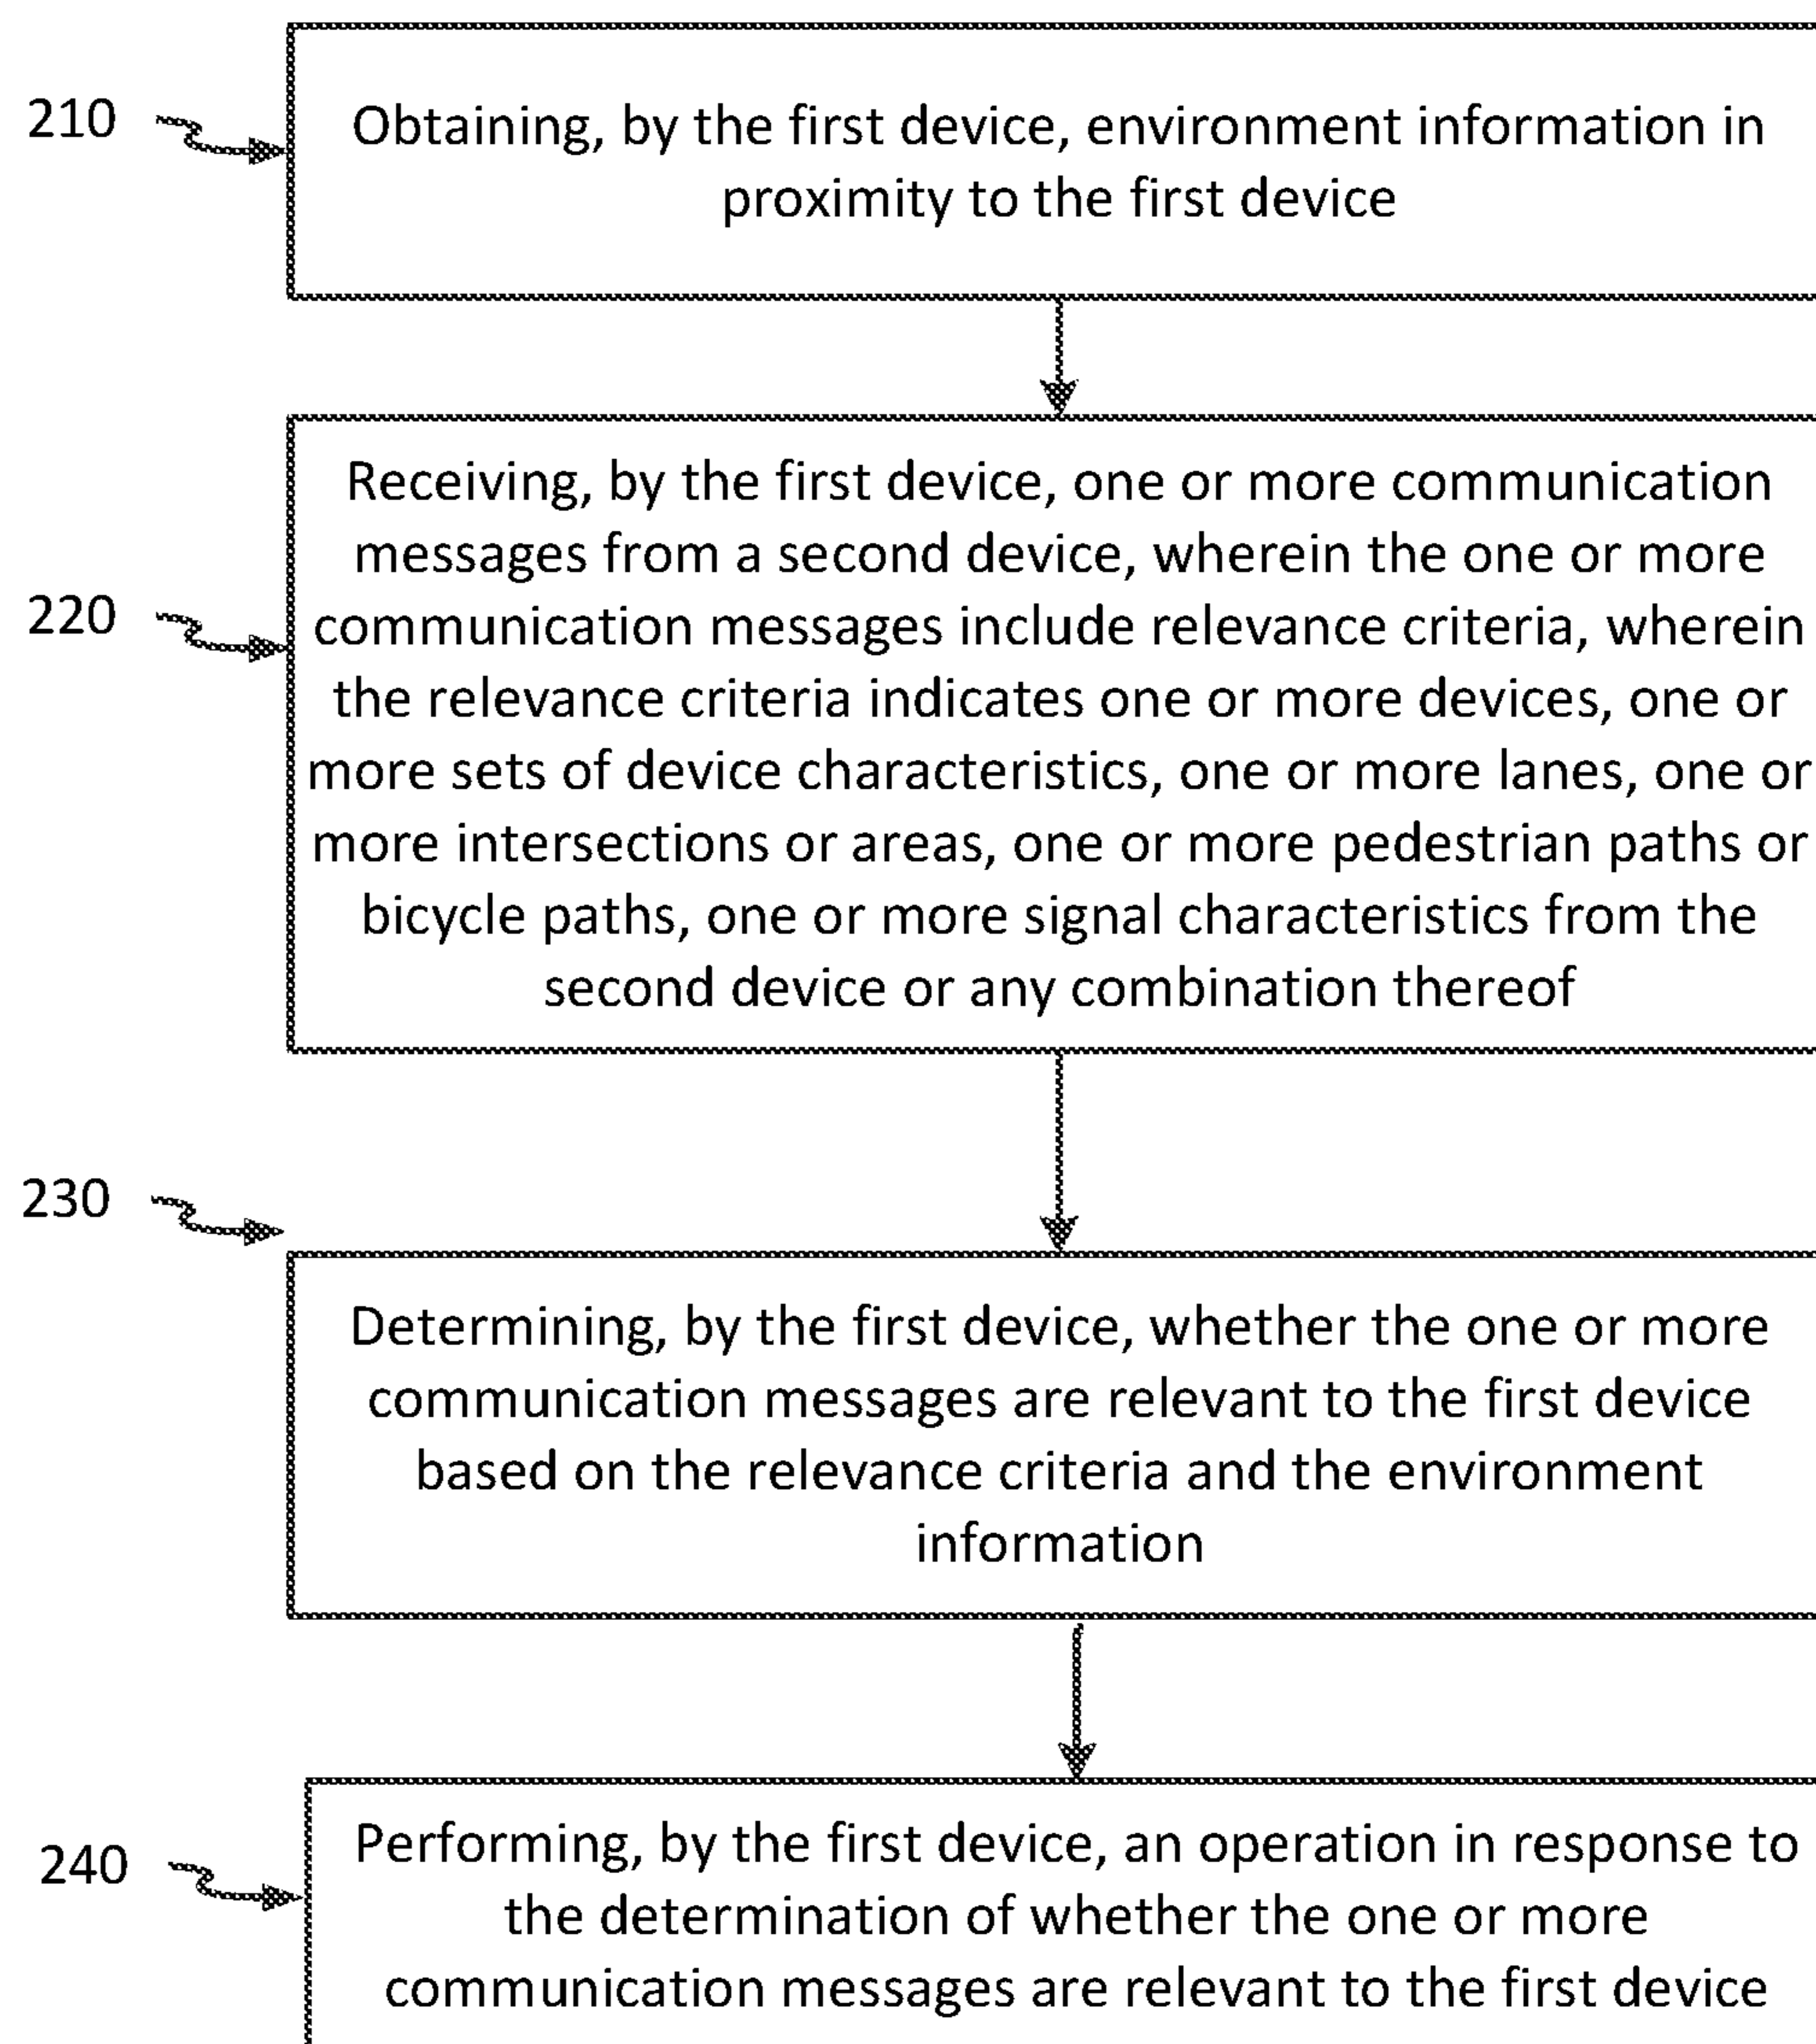 210
Obtaining, by the first device, environment information in
proximity to the first device
220
Receiving, by the first device, one or more communication
messages from a second device, wherein the one or more
communication messages include relevance criteria, wherein
the relevance criteria indicates one or more devices, one or
more sets of device characteristics, one or more lanes, one or
more intersections or areas, one or more pedestrian paths or
bicycle paths, one or more signal characteristics from the
second device or any combination thereof
230
Determining, by the first device, whether the one or more
communication messages are relevant to the first device
based on the relevance criteria and the environment
information
240
Performing, by the first device, an operation in response to
the determination of whether the one or more
communication messages are relevant to the first device